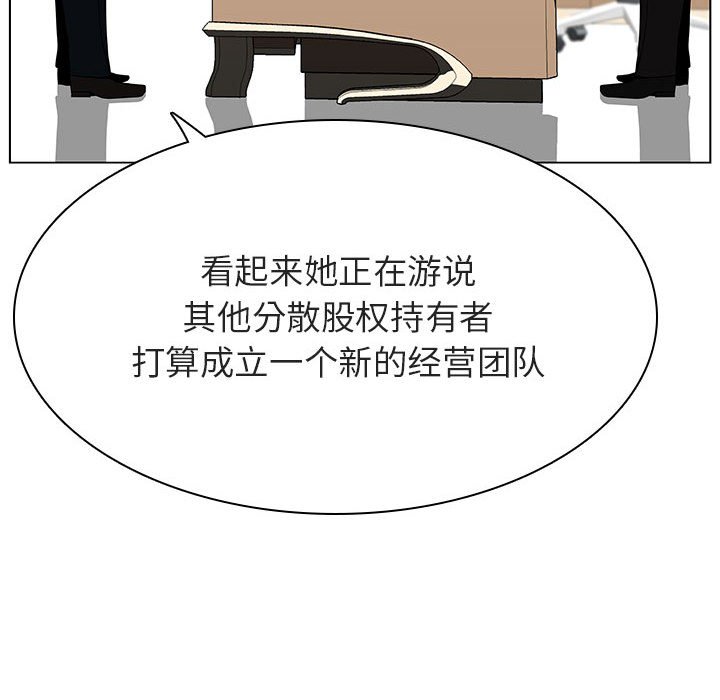 看起来她正在游说
其他分散股权持有者
打算成立一个新的经营团队